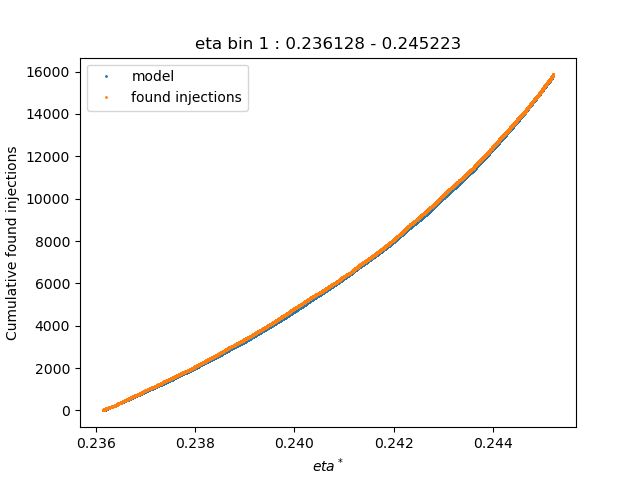 eta bin 1 : 0.236128 - 0.245223
model
found injections
16000
14000
12000
10000
8000
6000
4000
2000
0
Cumulative found injections
0.236 0.238 0.240 0.242 0.244
eta*